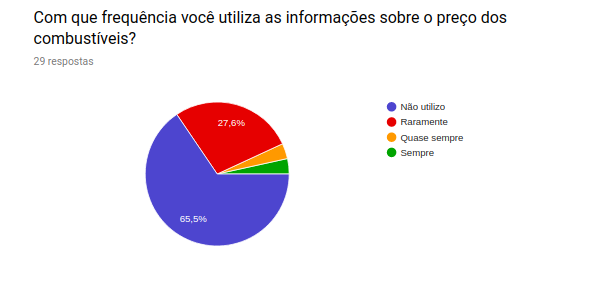 Com que frequência você utiliza as informações sobre o preço dos
combustíveis?
29 respostas
27,6%
65,5%
Não utilizo
Raramente
Quase sempre
Sempre